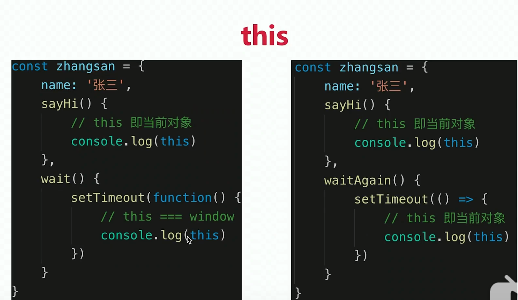 this
const zhangsan = {
name: '张三',
sayHi() {
// this 即当前对象
console.log(this)
},
wait() {
setTimeout(function() {
// this === window
console.log(this)
})
}
}
const zhangsan = {
name: '张三',
sayHi() {
// this 即当前对象
console.log(this)
},
waitAgain() {
setTimeout(() => {
// this 即当前对象
console.log(this)
})
}
}